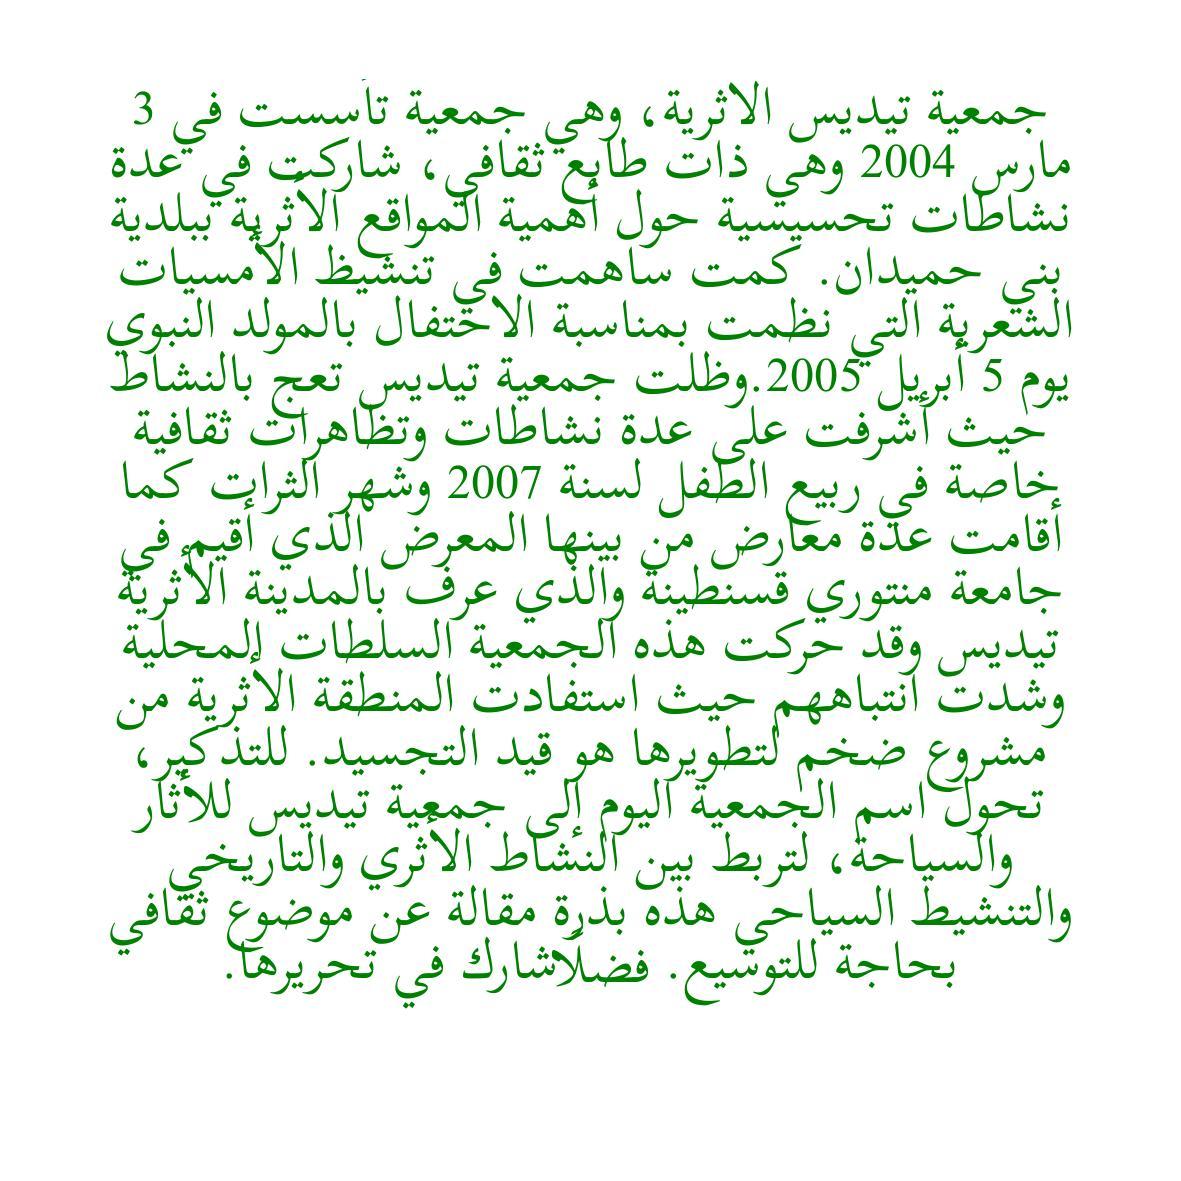 جمعية تيديس الاثرية، وهي جمعية تأسست في 3
مارس 2004 وهي ذات طابع ثقافي، شاركت في عدة
نشاطات تحسيسية حول أهمية المواقع الأثرية ببلدية
بني حميدان. كمت ساهمت في تنشيظ الأمسيات
الشعرية التي نظمت بمناسبة الاحتفال بالمولد النبوي
يوم 5 أبريل 2005.وظلت جمعية تيديس تعج بالنشاط
حيث أشرفت على عدة نشاطات وتظاهرات ثقافية
خاصة في ربيع الطفل لسنة 2007 وشهر الثرات كما
أقامت عدة معارض من بينها المعرض الذي أقيم في
جامعة منتوري قسنطينة والذي عرف بالمدينة الأثرية
تيديس وقد حركت هذه الجمعية السلطات المحلية
وشدت انتباههم حيث استفادت المنطقة الأثرية من
مشروع ضخم لتطويرها هو قيد التجسيد. للتذكير،
تحول اسم الجمعية اليوم إلى جمعية تيديس للأثار
والسياحة، لتربط بين النشاط الأثري والتاريخي
والتنشيط السياحي هذه بذرة مقالة عن موضوع ثقافي
بحاجة للتوسيع. فضلًاشارك في تحريرها.